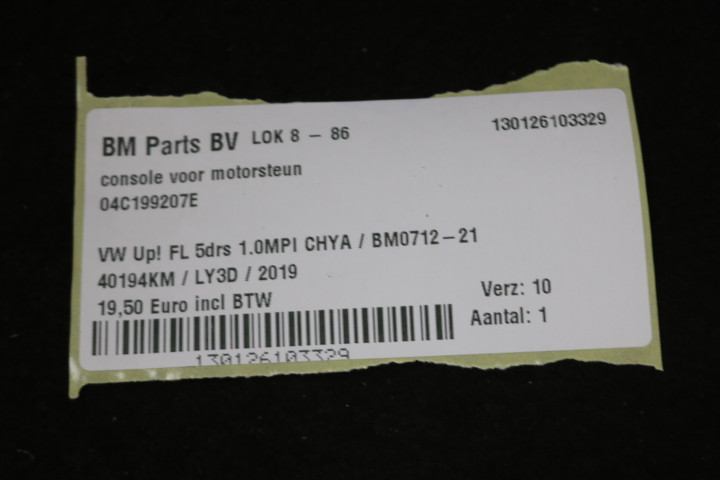 BM Parts BV LOK 8 - 86 130126103329
console voor motorsteun
04C199207E
VW Up! FL 5drs 1.0MPI CHYA / BM0712-21
40194KM / LY3D / 2019
19,50 Euro incl BTW
Verz: 10
Aantal: 1
130126103329